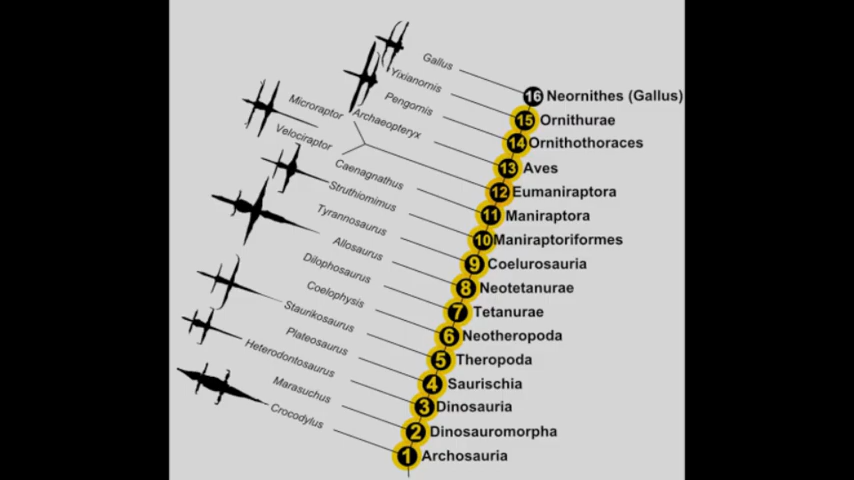 Gallus
16 Neornithes (Gallus)
Yixianornis
15 Ornithurae
Pengornis
14 Ornithothoraces
Archaeopteryx
13 Aves
Microraptor
Velociraptor
12 Eumaniraptora
Caenagnathus
11 Maniraptora
Struthiomimus
10 Maniraptoriformes
Tyrannosaurus
9 Coelurosauria
Allosaurus
8 Neotetanurae
Dilophosaurus
7 Tetanurae
Coelophysis
6 Neotheropoda
Staurikosaurus
5 Theropoda
Plateosaurus
4 Saurischia
Heterodontosaurus
3 Dinosauria
Marasuchus
2 Dinosauromorpha
Crocodylus
1 Archosauria